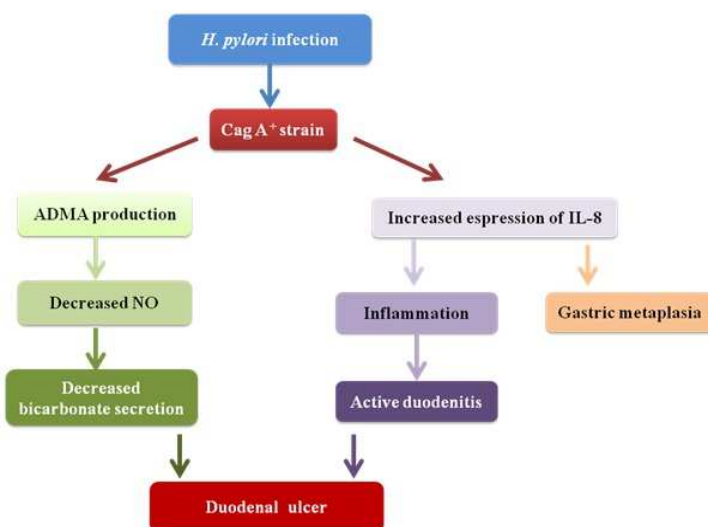 H. pylori infection
Cag A+ strain
ADMA production
Increased espression of IL-8
Decreased NO
Inflammation
Gastric metaplasia
Decreased
bicarbonate secretion
Active duodenitis
Duodenal ulcer